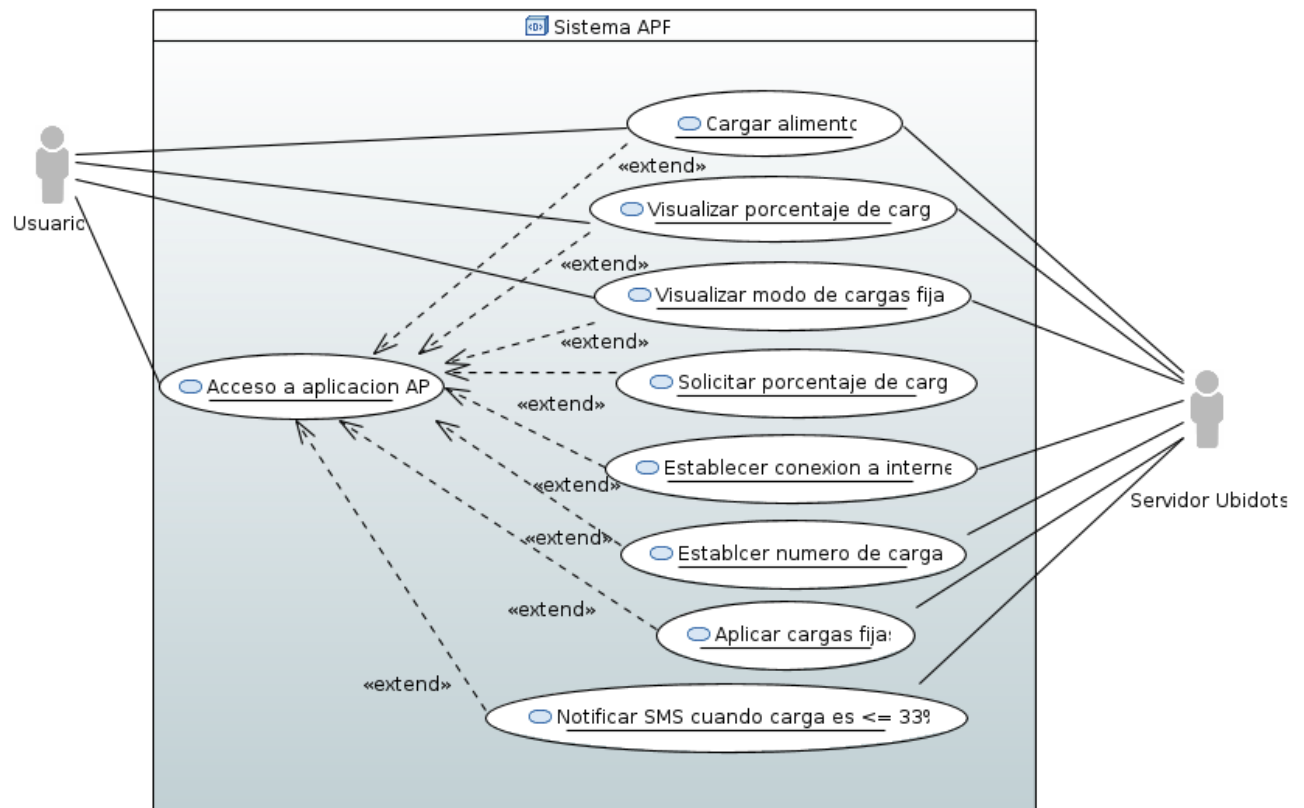 Sistema APF
Cargar alimento
«extend»
Usuario
Visualizar porcentaje de carg
«extend»
Visualizar modo de cargas fija
«extend»
Acceso a aplicacion AP
Solicitar porcentaje de carg
«extend»
Establecer conexion a interne
«extend»
Servidor Ubidots
«extend»
Establcer numero de carga
«extend»
Aplicar cargas fijas
«extend»
Notificar SMS cuando carga es <= 33%